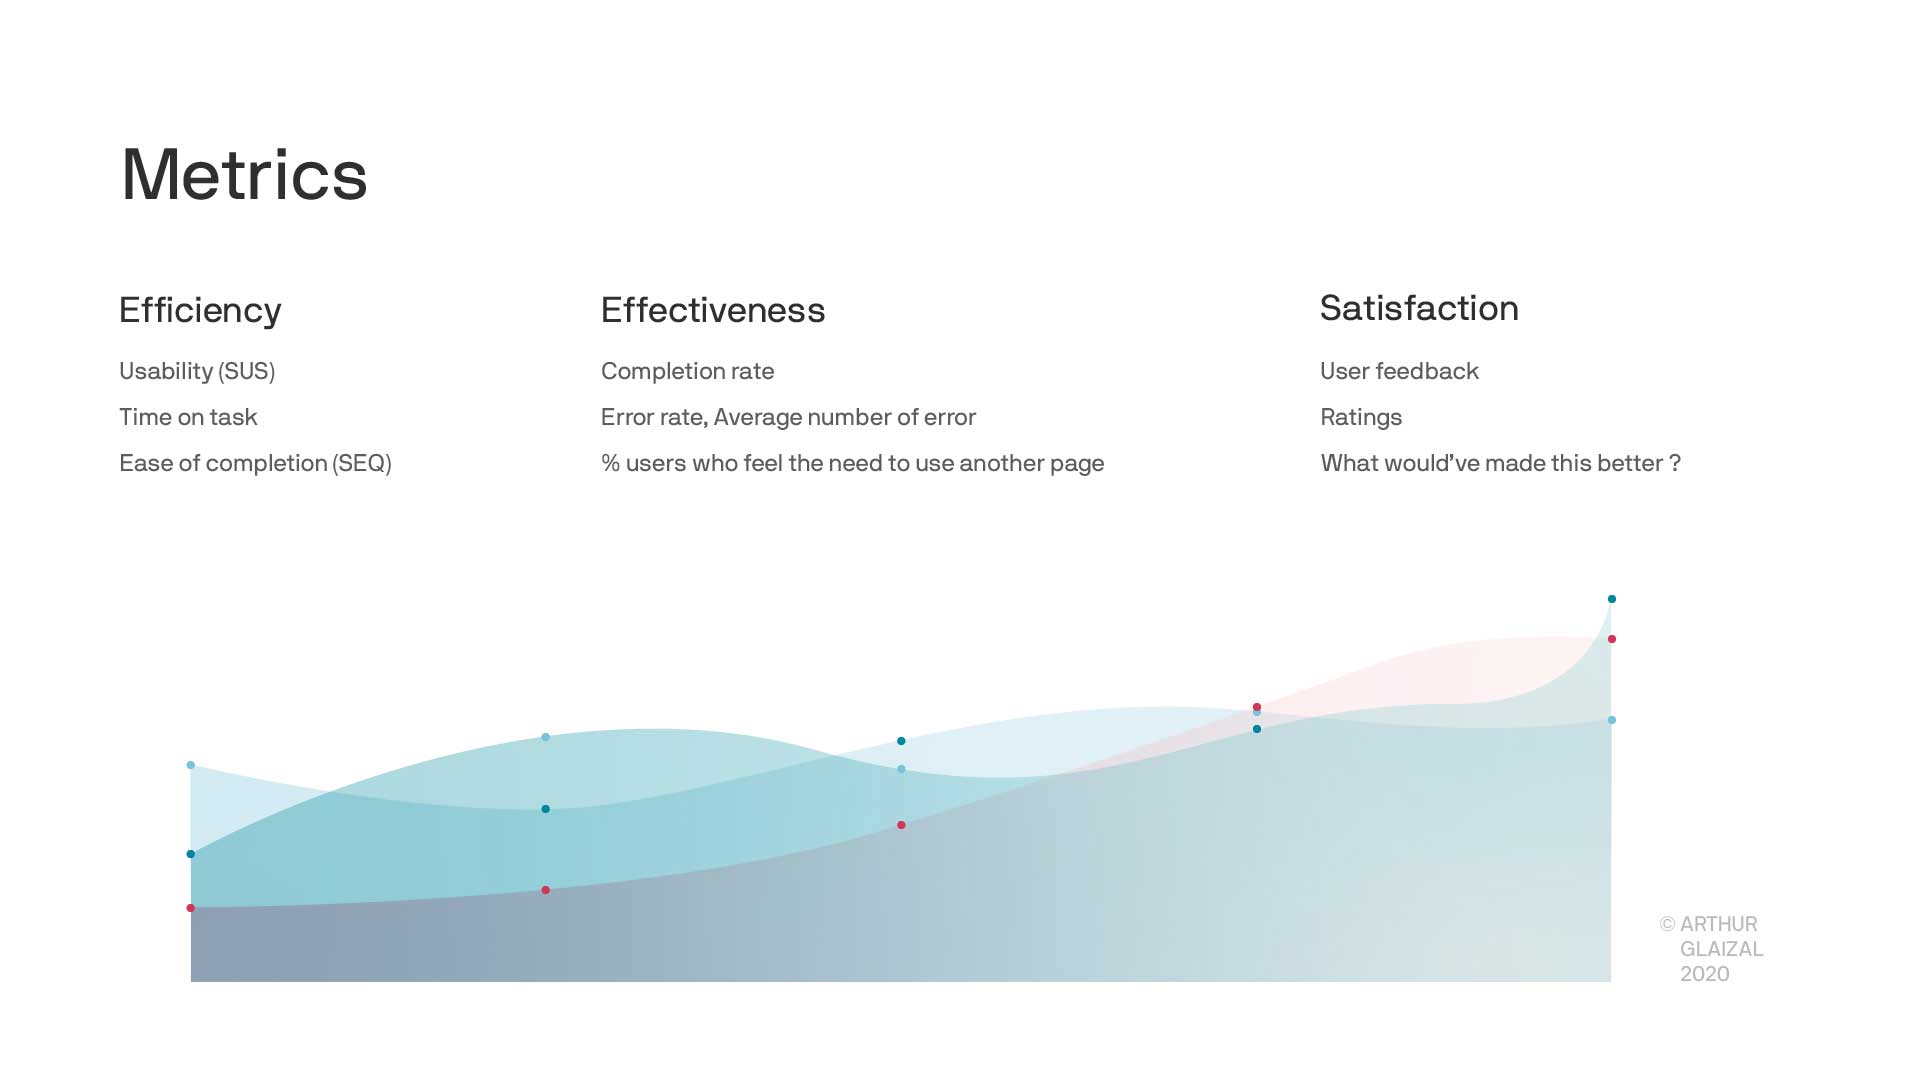 Metrics
Efficiency
Usability (SUS)
Time on task
Ease of completion (SEQ)
Effectiveness
Completion rate
Error rate, Average number of error
% users who feel the need to use another page
Satisfaction
User feedback
Ratings
What would’ve made this better ?
© ARTHUR
GLAIZAL
2020